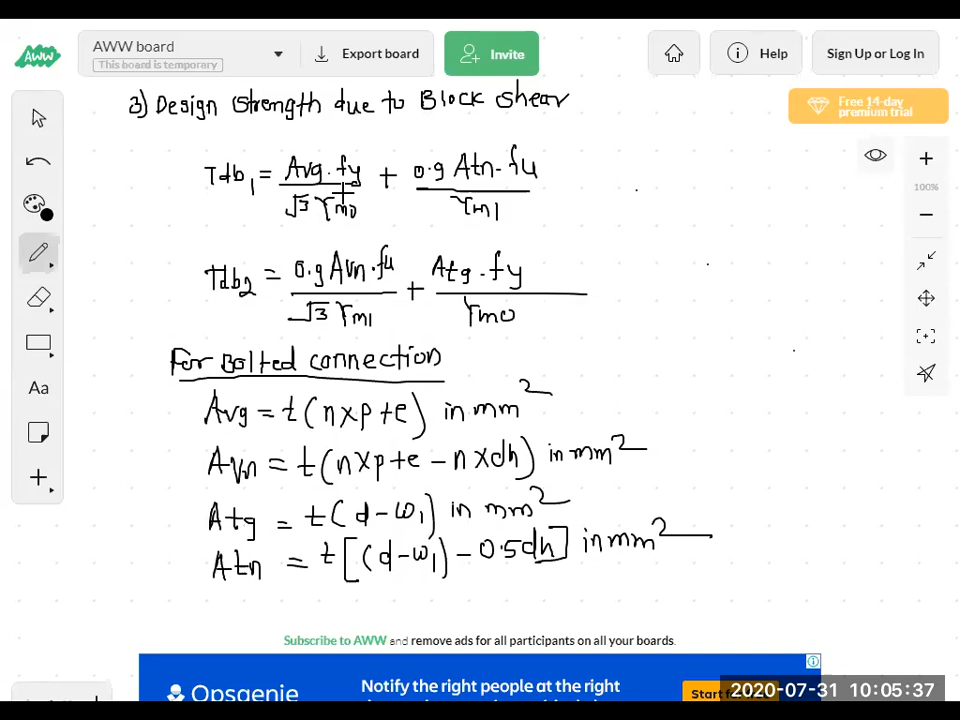 AWW
AWW board
This board is temporary
Export board
Invite
Help
Sign Up or Log In
Free 14-day
premium trial
100%
3) Design strength due to Block shear
Tdb1 = Avg.fy / √3 γm0 + 0.9 Atn.fu / γm1
Tdb2 = 0.9 Avn.fu / √3 γm1 + Atg.fy / γm0
For Bolted connection
Avg = t(n×p+e) in mm²
Avn = t(n×p+e - n×dh) in mm²
Atg = t(d-w1) in mm²
Atn = t[(d-w1) - 0.5dh] in mm²
Aa
Subscribe to AWW and remove ads for all participants on all your boards.
Opsgenie
Notify the right people at the right
Start for
2020-07-31 10:05:37